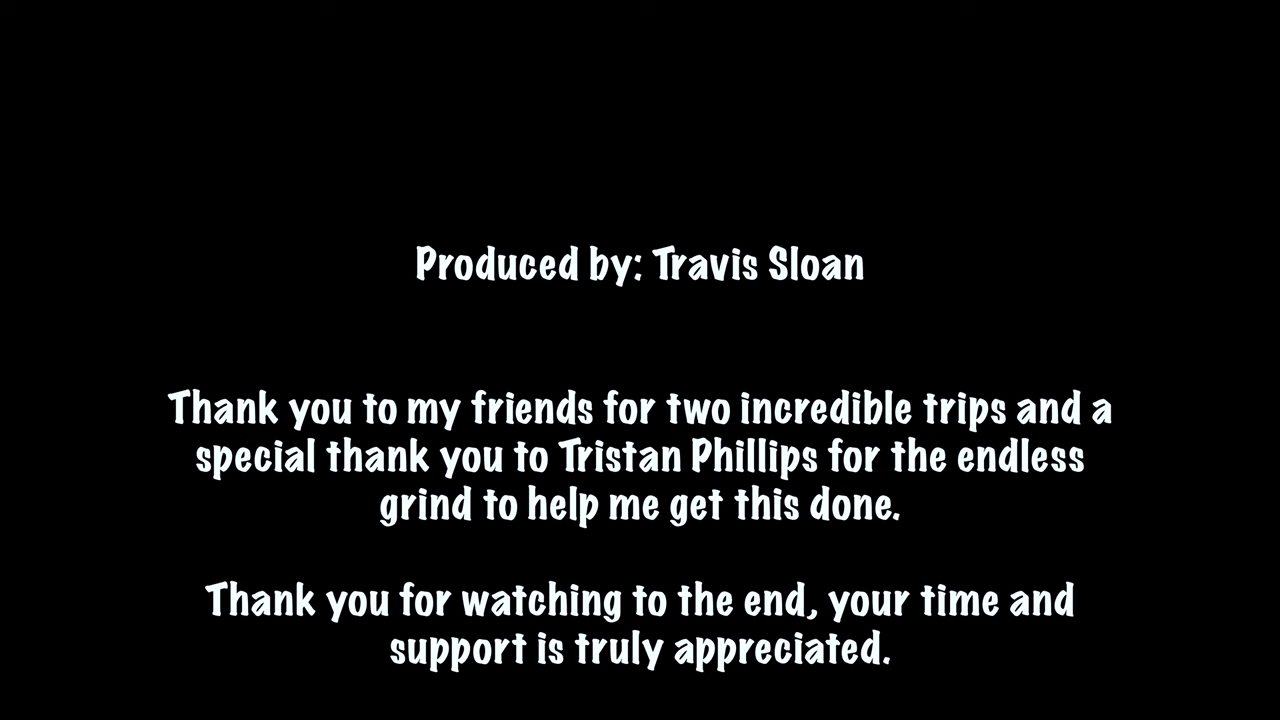 Produced by: Travis Sloan
Thank you to my friends for two incredible trips and a
special thank you to Tristan Phillips for the endless
grind to help me get this done.
Thank you for watching to the end, your time and
support is truly appreciated.